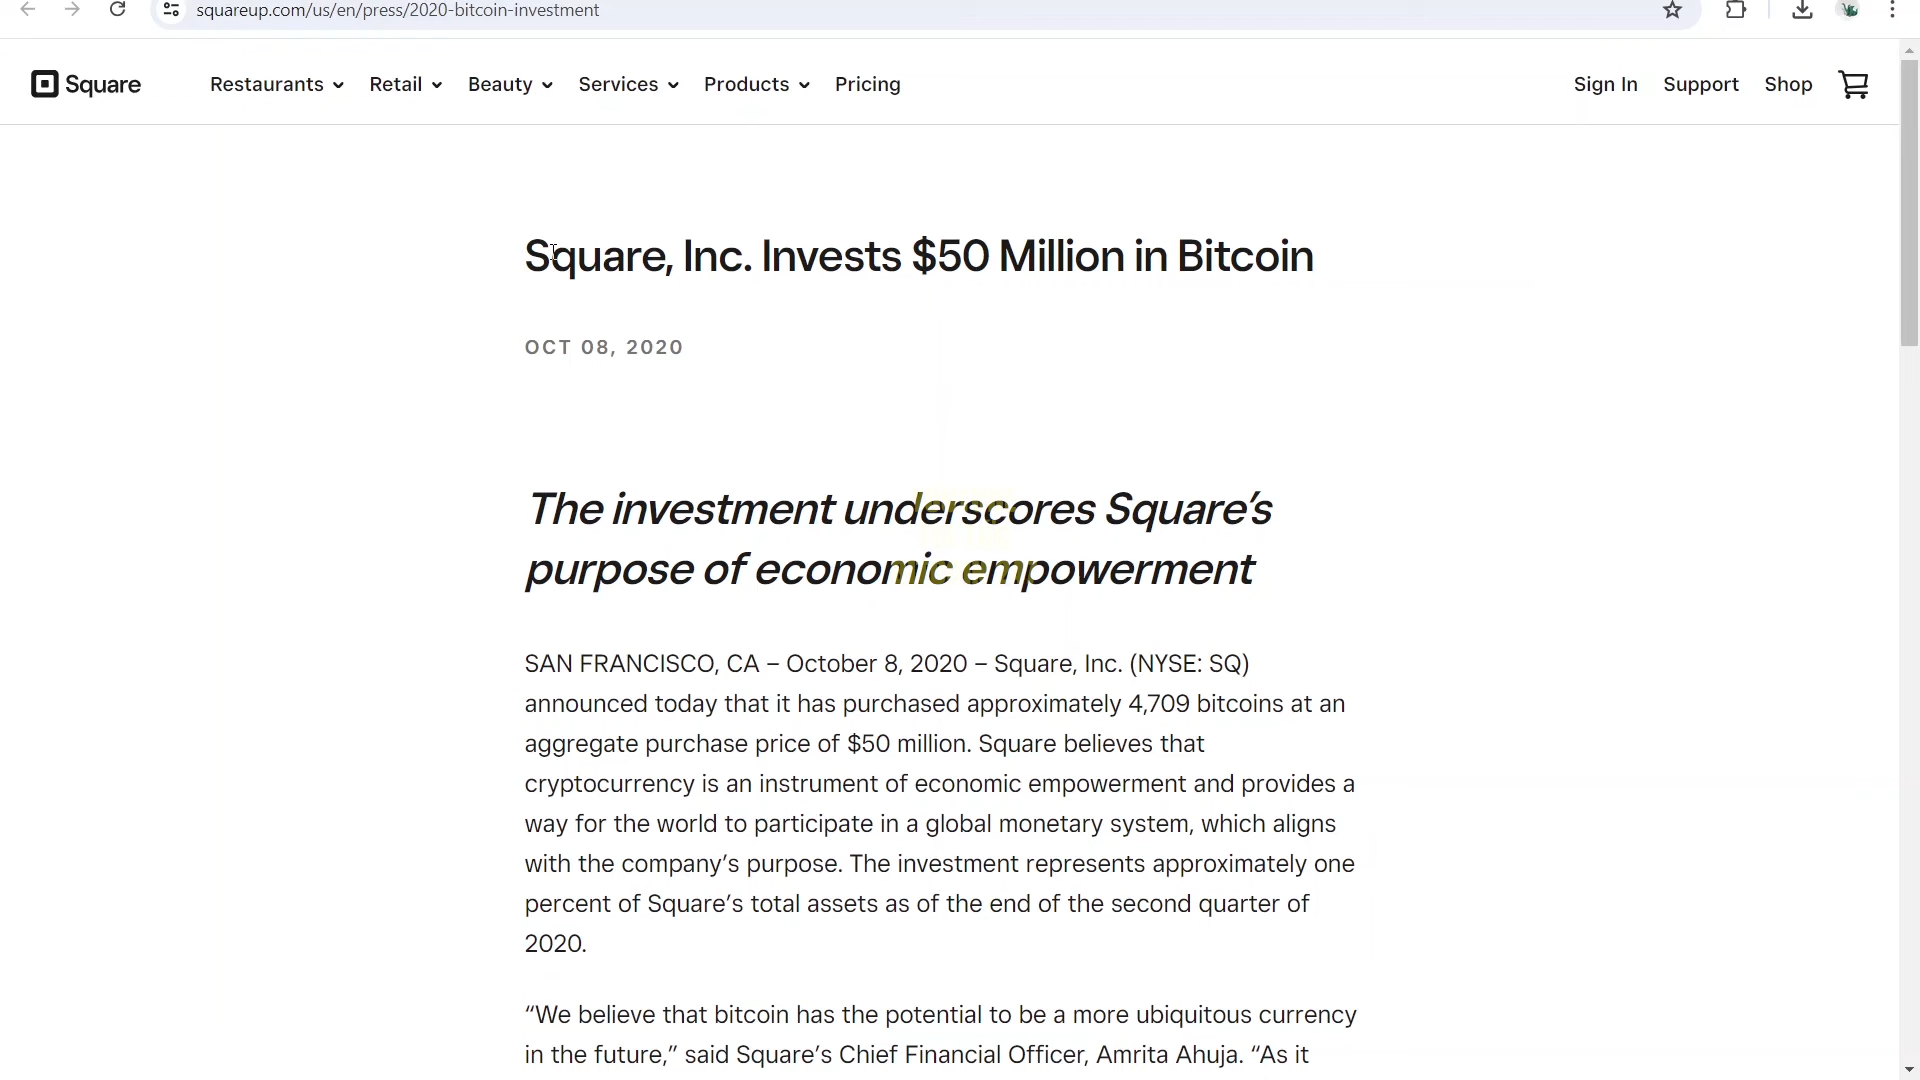 squareup.com/us/en/press/2020-bitcoin-investment
Square
Restaurants
Retail
Beauty
Services
Products
Pricing
Sign In
Support
Shop
Square, Inc. Invests $50 Million in Bitcoin
OCT 08, 2020
The investment underscores Square’s
purpose of economic empowerment
SAN FRANCISCO, CA – October 8, 2020 – Square, Inc. (NYSE: SQ)
announced today that it has purchased approximately 4,709 bitcoins at an
aggregate purchase price of $50 million. Square believes that
cryptocurrency is an instrument of economic empowerment and provides a
way for the world to participate in a global monetary system, which aligns
with the company’s purpose. The investment represents approximately one
percent of Square’s total assets as of the end of the second quarter of
2020.
“We believe that bitcoin has the potential to be a more ubiquitous currency
in the future,” said Square’s Chief Financial Officer, Amrita Ahuja. “As it